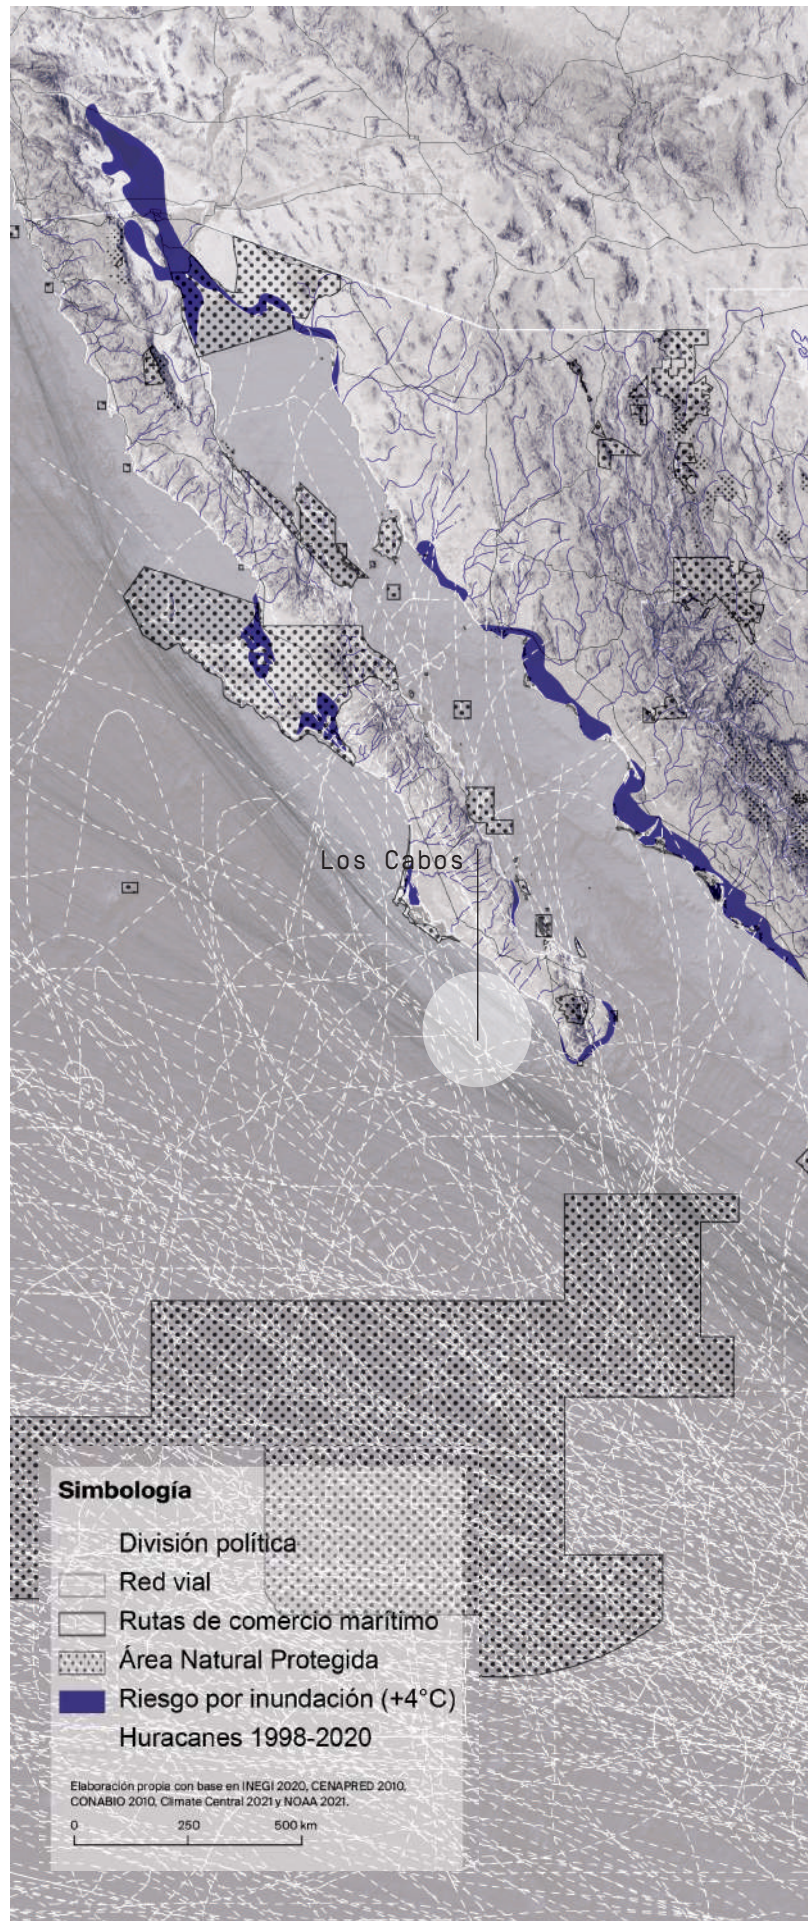 Los Cabos
Simbología
División política
Red vial
Rutas de comercio marítimo
Área Natural Protegida
Riesgo por inundación (+4°C)
Huracanes 1998-2020
Elaboración propia con base en INEGI 2020, CENAPRED 2010,
CONABIO 2010, Climate Central 2021 y NOAA 2021.
0 250 500 km